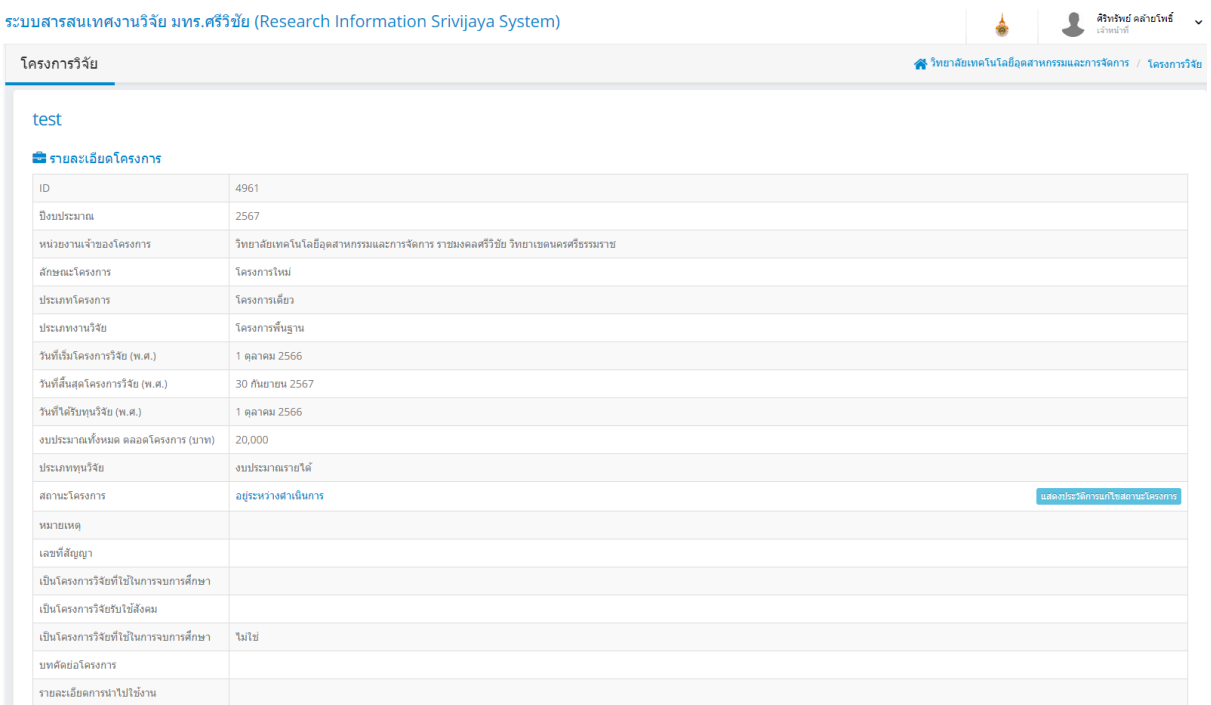 ระบบสารสนเทศงานวิจัย มทร.ศรีวิชัย (Research Information Srivijaya System)
ศิริทรัพย์ คล้ายโพธิ์
เจ้าหน้าที่
โครงการวิจัย
วิทยาลัยเทคโนโลยีอุตสาหกรรมและการจัดการ / โครงการวิจัย
test
รายละเอียดโครงการ
ID 4961
ปีงบประมาณ 2567
หน่วยงานเจ้าของโครงการ วิทยาลัยเทคโนโลยีอุตสาหกรรมและการจัดการ ราชมงคลศรีวิชัย วิทยาเขตนครศรีธรรมราช
ลักษณะโครงการ โครงการใหม่
ประเภทโครงการ โครงการเดี่ยว
ประเภทงานวิจัย โครงการพื้นฐาน
วันที่เริ่มโครงการวิจัย (พ.ศ.) 1 ตุลาคม 2566
วันที่สิ้นสุดโครงการวิจัย (พ.ศ.) 30 กันยายน 2567
วันที่ได้รับทุนวิจัย (พ.ศ.) 1 ตุลาคม 2566
งบประมาณทั้งหมด ตลอดโครงการ (บาท) 20,000
ประเภททุนวิจัย งบประมาณรายได้
สถานะโครงการ อยู่ระหว่างดำเนินการ แสดงประวัติการแก้ไขสถานะโครงการ
หมายเหตุ
เลขที่สัญญา
เป็นโครงการวิจัยที่ใช้ในการจบการศึกษา
เป็นโครงการวิจัยรับใช้สังคม
เป็นโครงการวิจัยที่ใช้ในการจบการศึกษา ไม่ใช่
บทคัดย่อโครงการ
รายละเอียดการนำไปใช้งาน